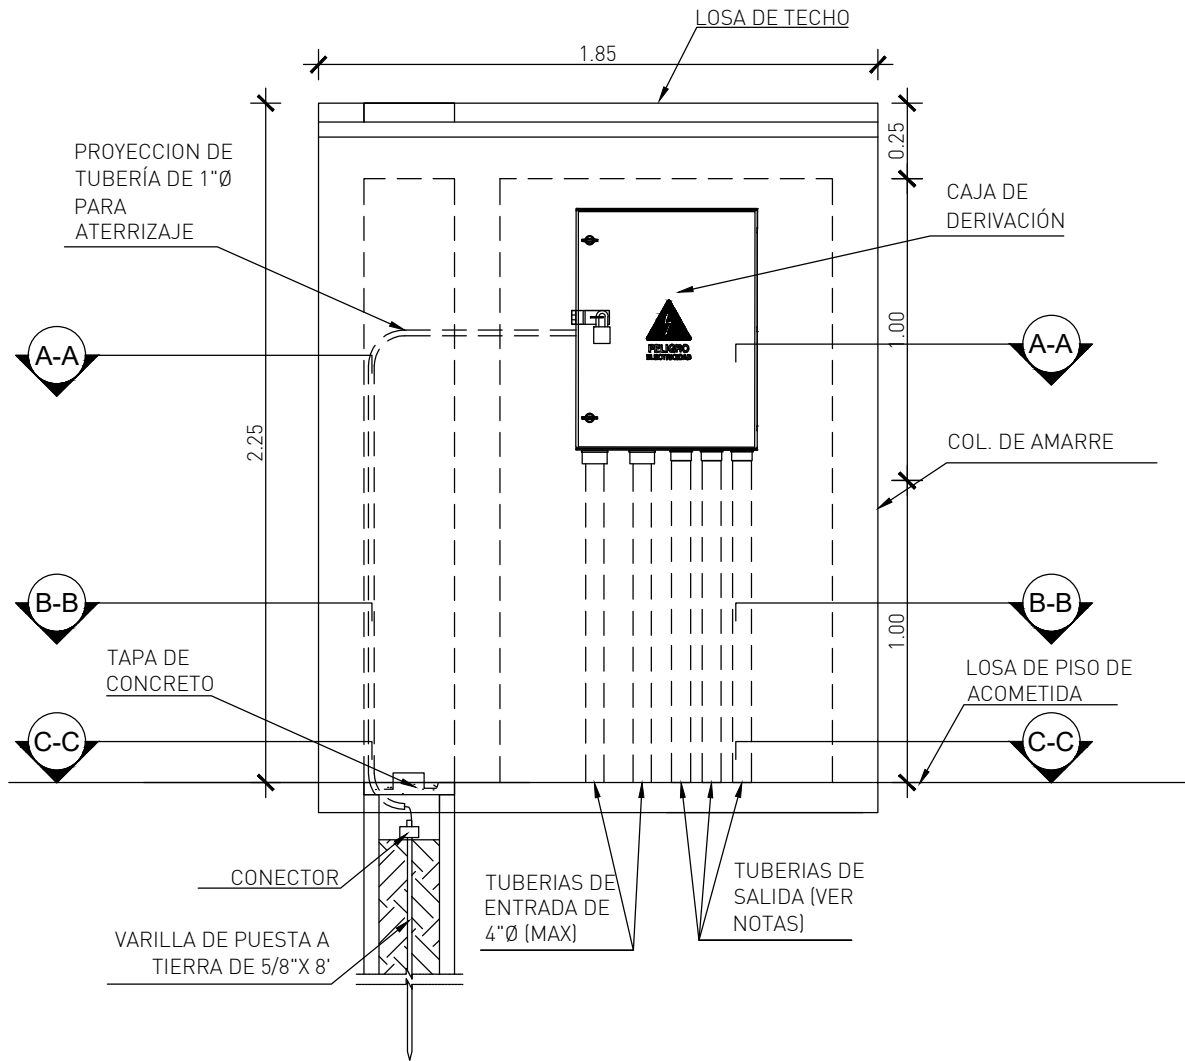 LOSA DE TECHO
1.85
0.25
PROYECCION DE
TUBERÍA DE 1"Ø
PARA
ATERRIZAJE
CAJA DE
DERIVACIÓN
PELIGRO
ELECTRICIDAD
A-A
A-A
1.00
2.25
COL. DE AMARRE
B-B
B-B
1.00
TAPA DE
CONCRETO
LOSA DE PISO DE
ACOMETIDA
C-C
C-C
CONECTOR
TUBERIAS DE
ENTRADA DE
4"Ø (MAX)
TUBERIAS DE
SALIDA (VER
NOTAS)
VARILLA DE PUESTA A
TIERRA DE 5/8"X 8'